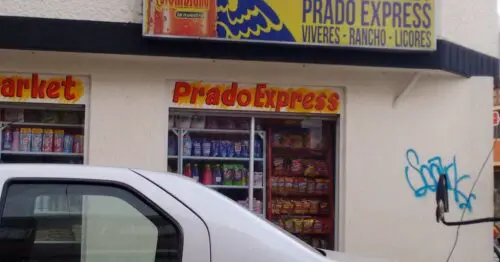 PRADO EXPRESS
VIVERES - RANCHO - LICORES
arket
Prado Express